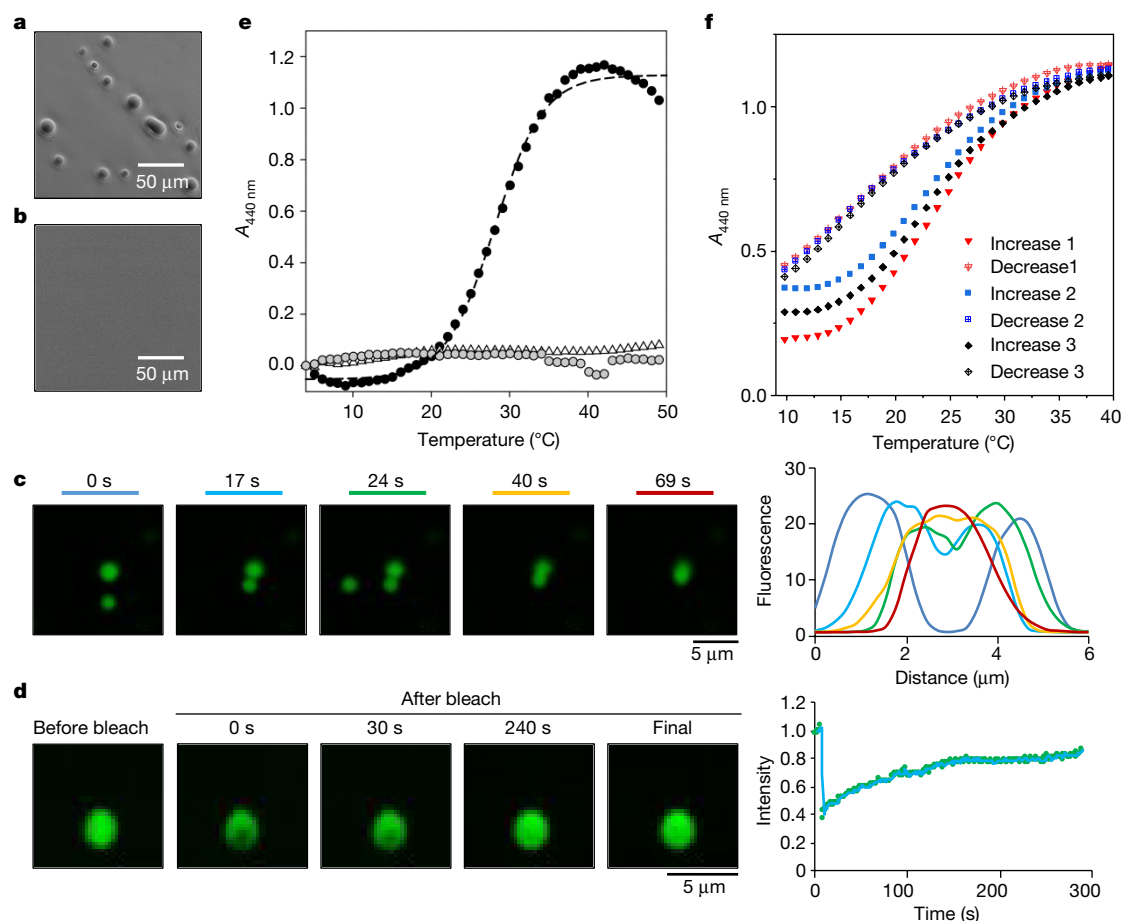 a
50 μm
b
50 μm
e
A440 nm
1.2
1.0
0.8
0.6
0.4
0.2
0.0
10
20
30
40
50
Temperature (°C)
f
A440 nm
1.0
0.5
0.0
Increase 1
Decrease1
Increase 2
Decrease 2
Increase 3
Decrease 3
10
15
20
25
30
35
40
Temperature (°C)
c
0 s
17 s
24 s
40 s
69 s
5 μm
Fluorescence
30
20
10
0
0
2
4
6
Distance (μm)
d
After bleach
Before bleach
0 s
30 s
240 s
Final
5 μm
Intensity
1.2
1.0
0.8
0.6
0.4
0.2
0
0
100
200
300
Time (s)